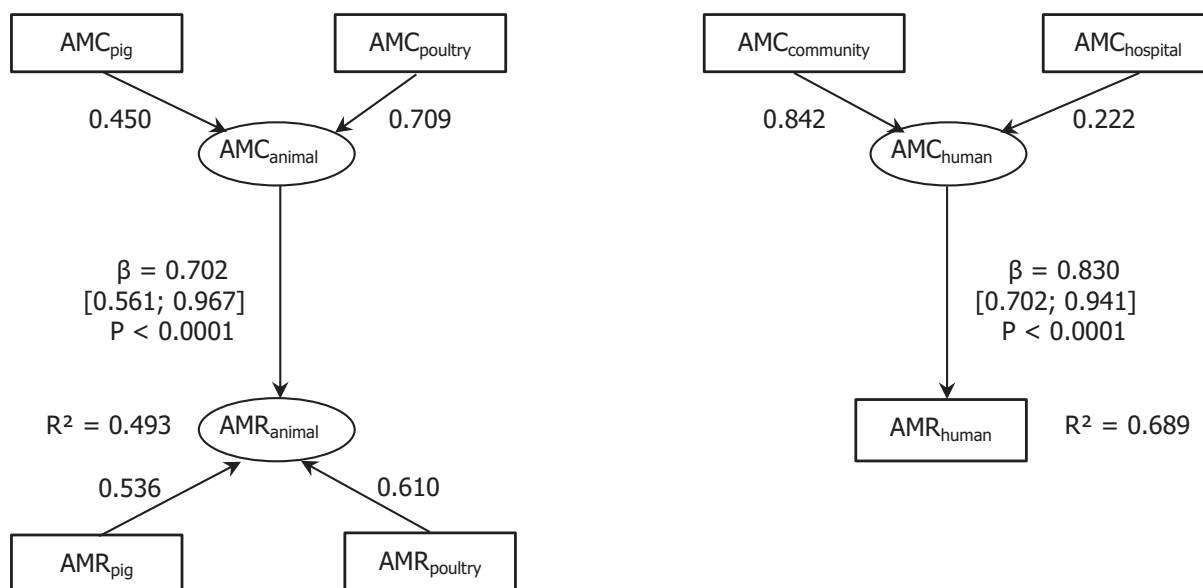 AMCpig
AMCpoultry
AMCcommunity
AMChospital
0.450
0.709
0.842
0.222
AMCanimal
AMChuman
β = 0.702
[0.561; 0.967]
P < 0.0001
β = 0.830
[0.702; 0.941]
P < 0.0001
R² = 0.493
AMRanimal
AMRhuman
R² = 0.689
0.536
0.610
AMRpig
AMRpoultry